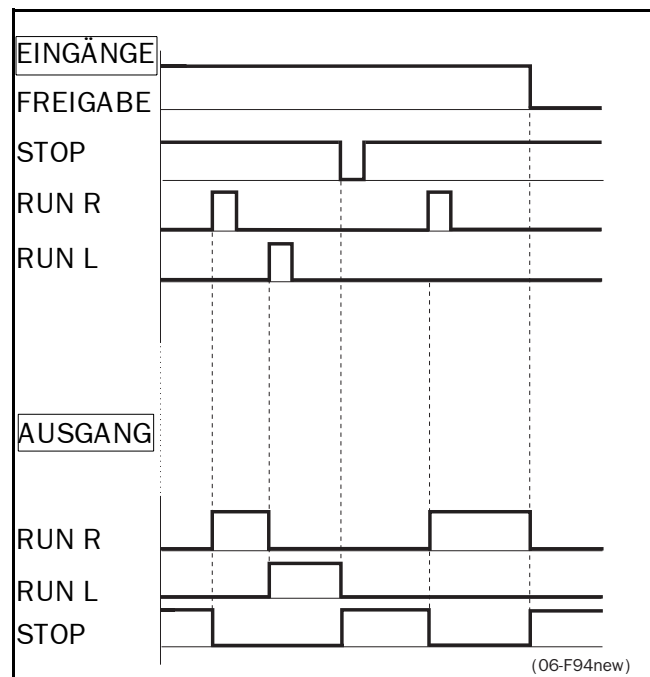 EINGÄNGE
FREIGABE
STOP
RUN R
RUN L
AUSGANG
RUN R
RUN L
STOP
(06-F94new)